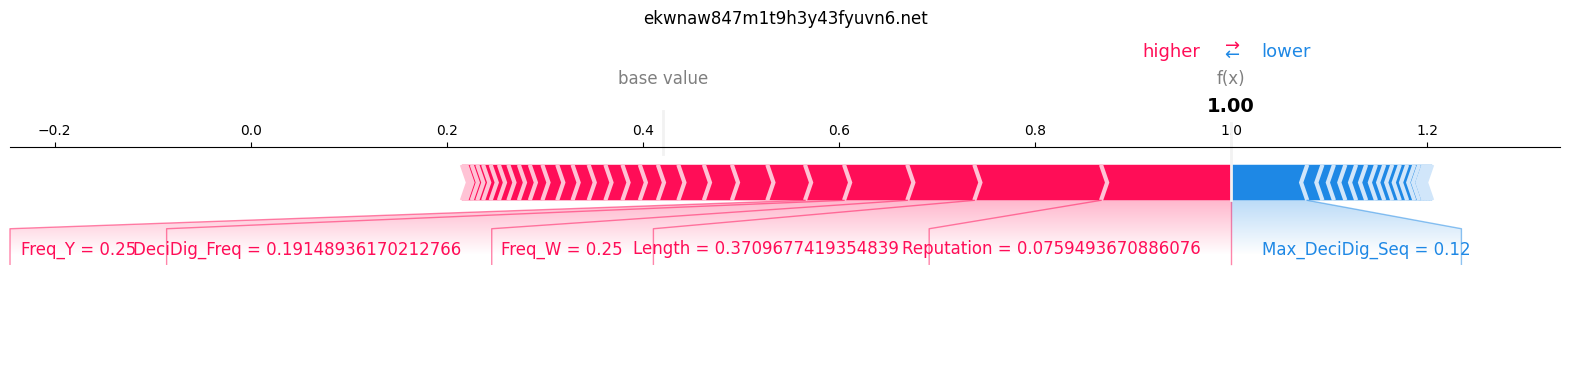 ekwnaw847m1t9h3y43fyuvn6.net
higher ⇄ lower
base value f(x)
1.00
−0.2 0.0 0.2 0.4 0.6 0.8 1.0 1.2
Freq_Y = 0.25 DeciDig_Freq = 0.19148936170212766 Freq_W = 0.25 Length = 0.3709677419354839 Reputation = 0.0759493670886076 Max_DeciDig_Seq = 0.12